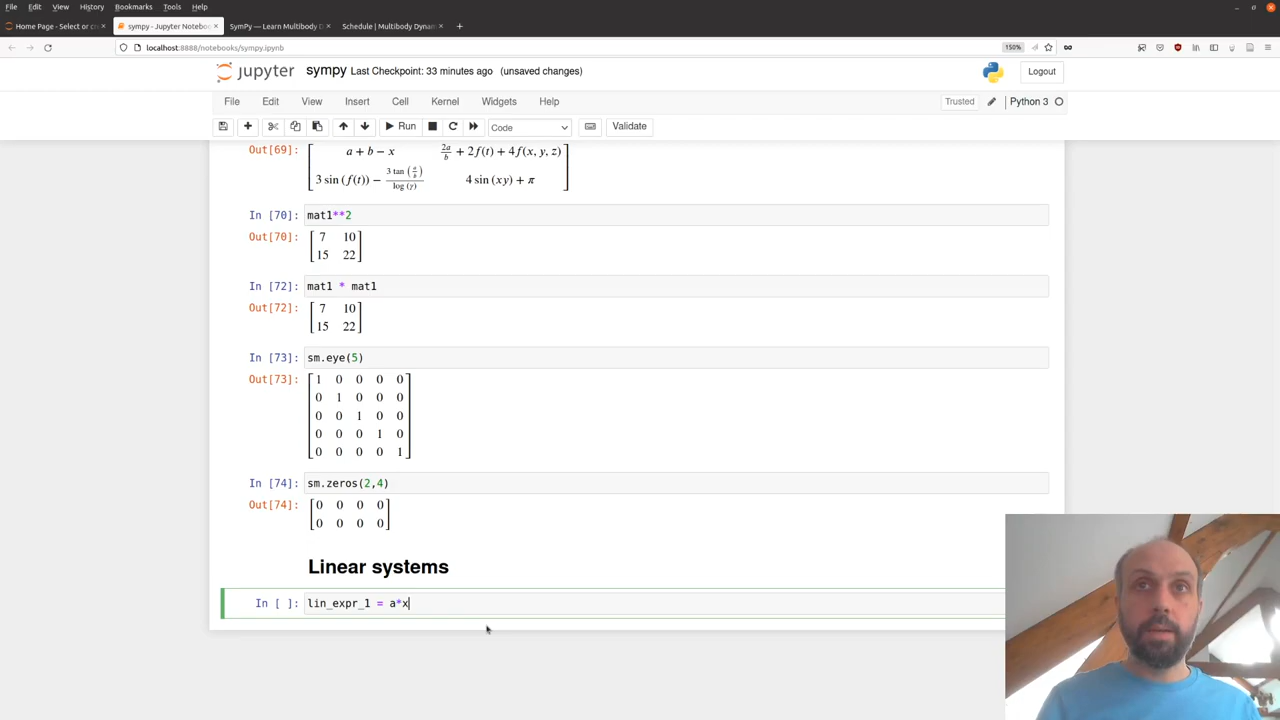 File Edit View History Bookmarks Tools Help
Home Page - Select or c
sympy - Jupyter Notebo
SymPy — Learn Multibody D
Schedule | Multibody Dyna
localhost:8888/notebooks/sympy.ipynb
150%
jupyter sympy Last Checkpoint: 33 minutes ago (unsaved changes)
Logout
File Edit View Insert Cell Kernel Widgets Help
Trusted
Python 3
Run
Code
Validate
Out[69]: a + b − x 2a/b + 2 f(t) + 4 f(x, y, z)
3 sin (f(t)) − 3 tan (a/b)/log (γ) 4 sin (xy) + π
In [70]: mat1**2
Out[70]: 7 10
15 22
In [72]: mat1 * mat1
Out[72]: 7 10
15 22
In [73]: sm.eye(5)
Out[73]: 1 0 0 0 0
0 1 0 0 0
0 0 1 0 0
0 0 0 1 0
0 0 0 0 1
In [74]: sm.zeros(2,4)
Out[74]: 0 0 0 0
0 0 0 0
Linear systems
In [ ]: lin_expr_1 = a*x